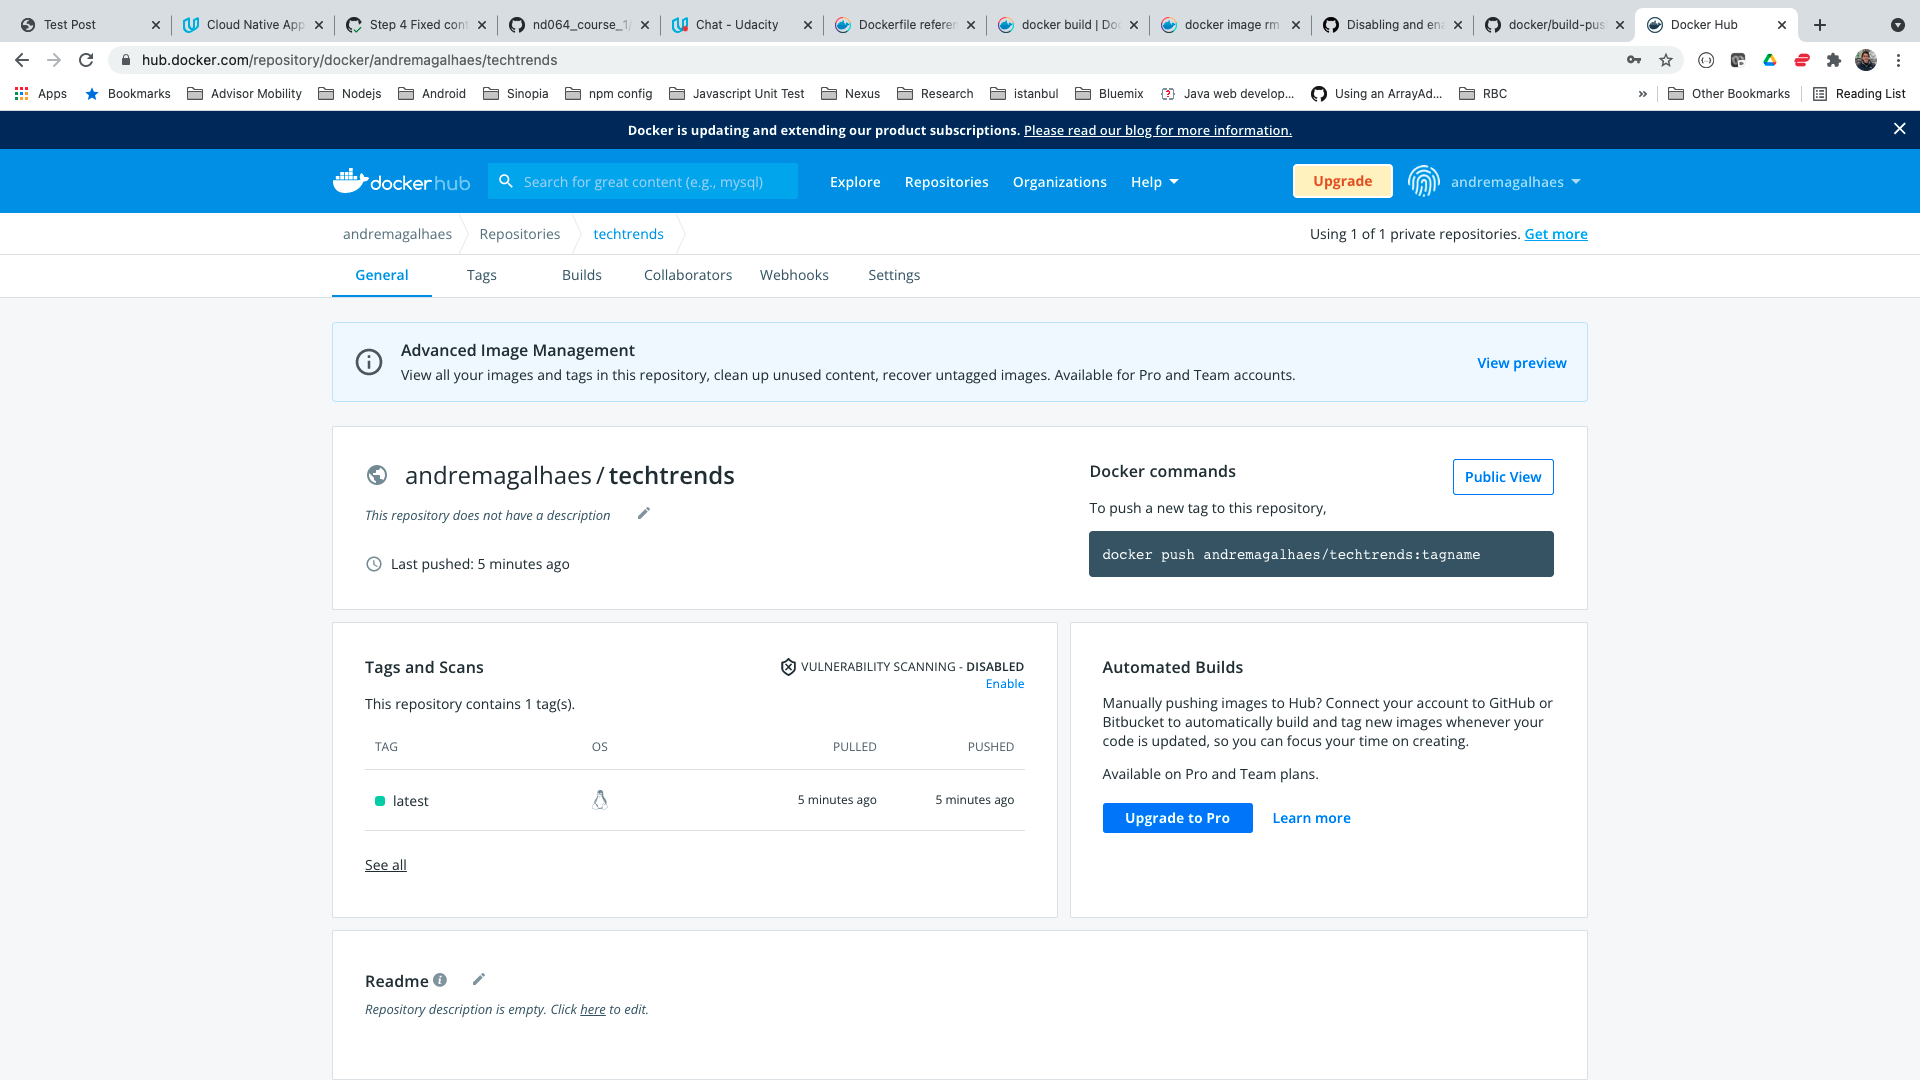 Test Post
Cloud Native App
Step 4 Fixed con
nd064_course_1/
Chat - Udacity
Dockerfile referen
docker build | Doc
docker image rm
Disabling and ena
docker/build-pus
Docker Hub
hub.docker.com/repository/docker/andremagalhaes/techtrends
Apps
Bookmarks
Advisor Mobility
Nodejs
Android
Sinopia
npm config
Javascript Unit Test
Nexus
Research
istanbul
Bluemix
Java web develop...
Using an ArrayAd...
RBC
»
Other Bookmarks
Reading List
Docker is updating and extending our product subscriptions. Please read our blog for more information.
dockerhub
Search for great content (e.g., mysql)
Explore
Repositories
Organizations
Help
Upgrade
andremagalhaes
andremagalhaes
Repositories
techtrends
Using 1 of 1 private repositories. Get more
General
Tags
Builds
Collaborators
Webhooks
Settings
Advanced Image Management
View all your images and tags in this repository, clean up unused content, recover untagged images. Available for Pro and Team accounts.
View preview
andremagalhaes / techtrends
This repository does not have a description
Last pushed: 5 minutes ago
Docker commands
Public View
To push a new tag to this repository,
docker push andremagalhaes/techtrends:tagname
Tags and Scans
VULNERABILITY SCANNING - DISABLED
Enable
This repository contains 1 tag(s).
TAG
OS
PULLED
PUSHED
latest
5 minutes ago
5 minutes ago
See all
Automated Builds
Manually pushing images to Hub? Connect your account to GitHub or
Bitbucket to automatically build and tag new images whenever your
code is updated, so you can focus your time on creating.
Available on Pro and Team plans.
Upgrade to Pro
Learn more
Readme
Repository description is empty. Click here to edit.